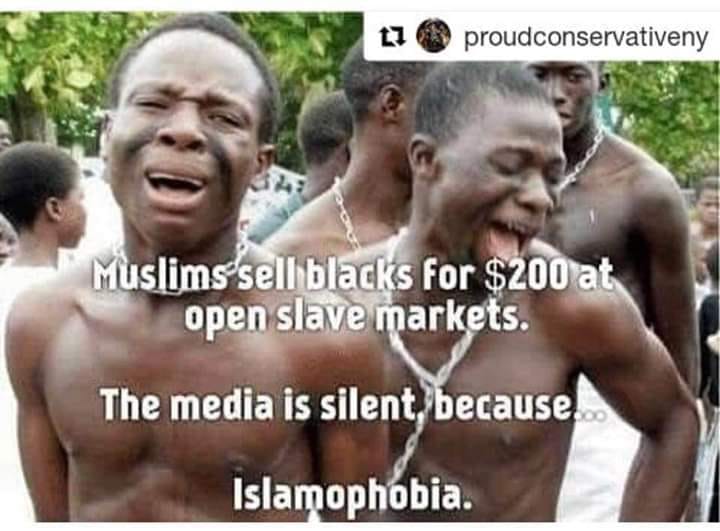 proudconservativeny
Muslims sell blacks for $200 at
open slave markets.
The media is silent, because...
Islamophobia.